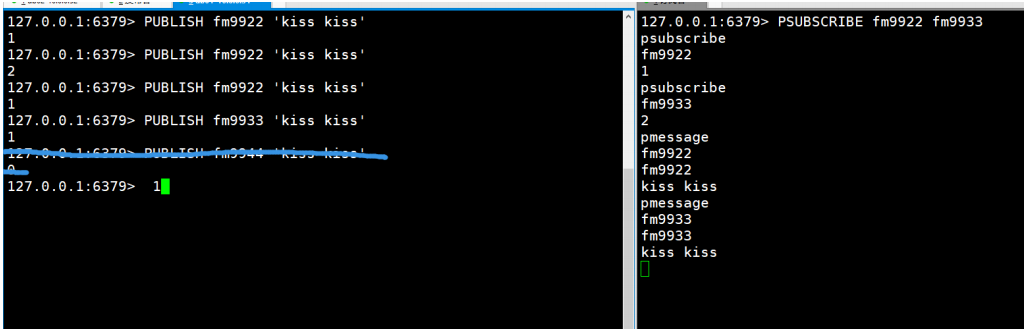 127.0.0.1:6379> PUBLISH fm9922 'kiss kiss'
1
127.0.0.1:6379> PUBLISH fm9922 'kiss kiss'
2
127.0.0.1:6379> PUBLISH fm9922 'kiss kiss'
1
127.0.0.1:6379> PUBLISH fm9933 'kiss kiss'
1
127.0.0.1:6379> PUBLISH fm9944 'kiss kiss'
0
127.0.0.1:6379>  1
127.0.0.1:6379> PSUBSCRIBE fm9922 fm9933
psubscribe
fm9922
1
psubscribe
fm9933
2
pmessage
fm9922
fm9922
kiss kiss
pmessage
fm9933
fm9933
kiss kiss